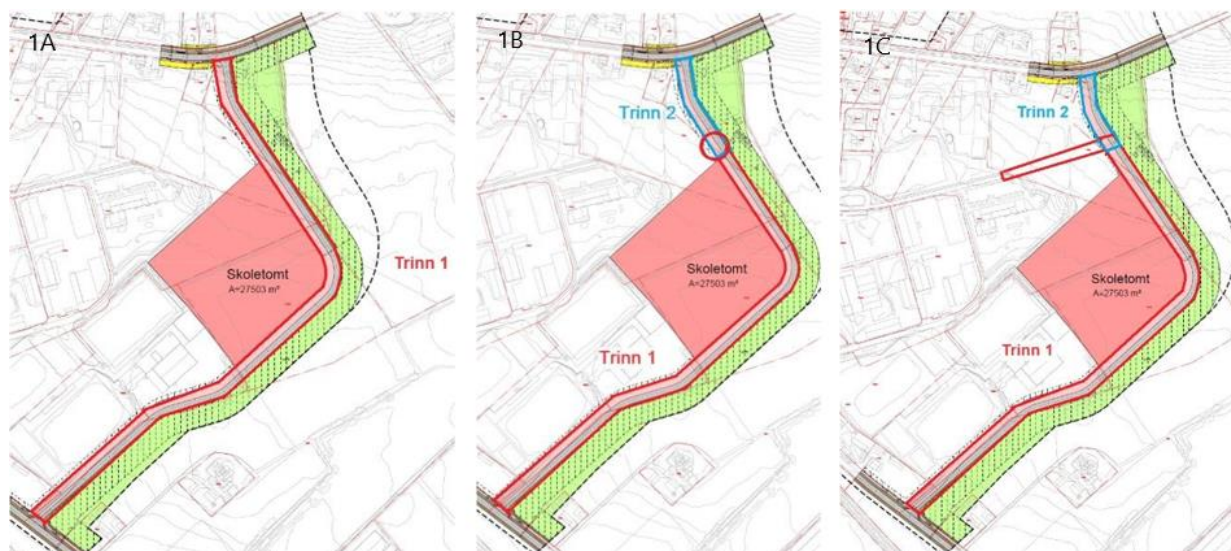 1A
Trinn 1
Skoletomt
A=27503 m²
1B
Trinn 2
Skoletomt
A=27503 m²
Trinn 1
1C
Trinn 2
Skoletomt
A=27503 m²
Trinn 1